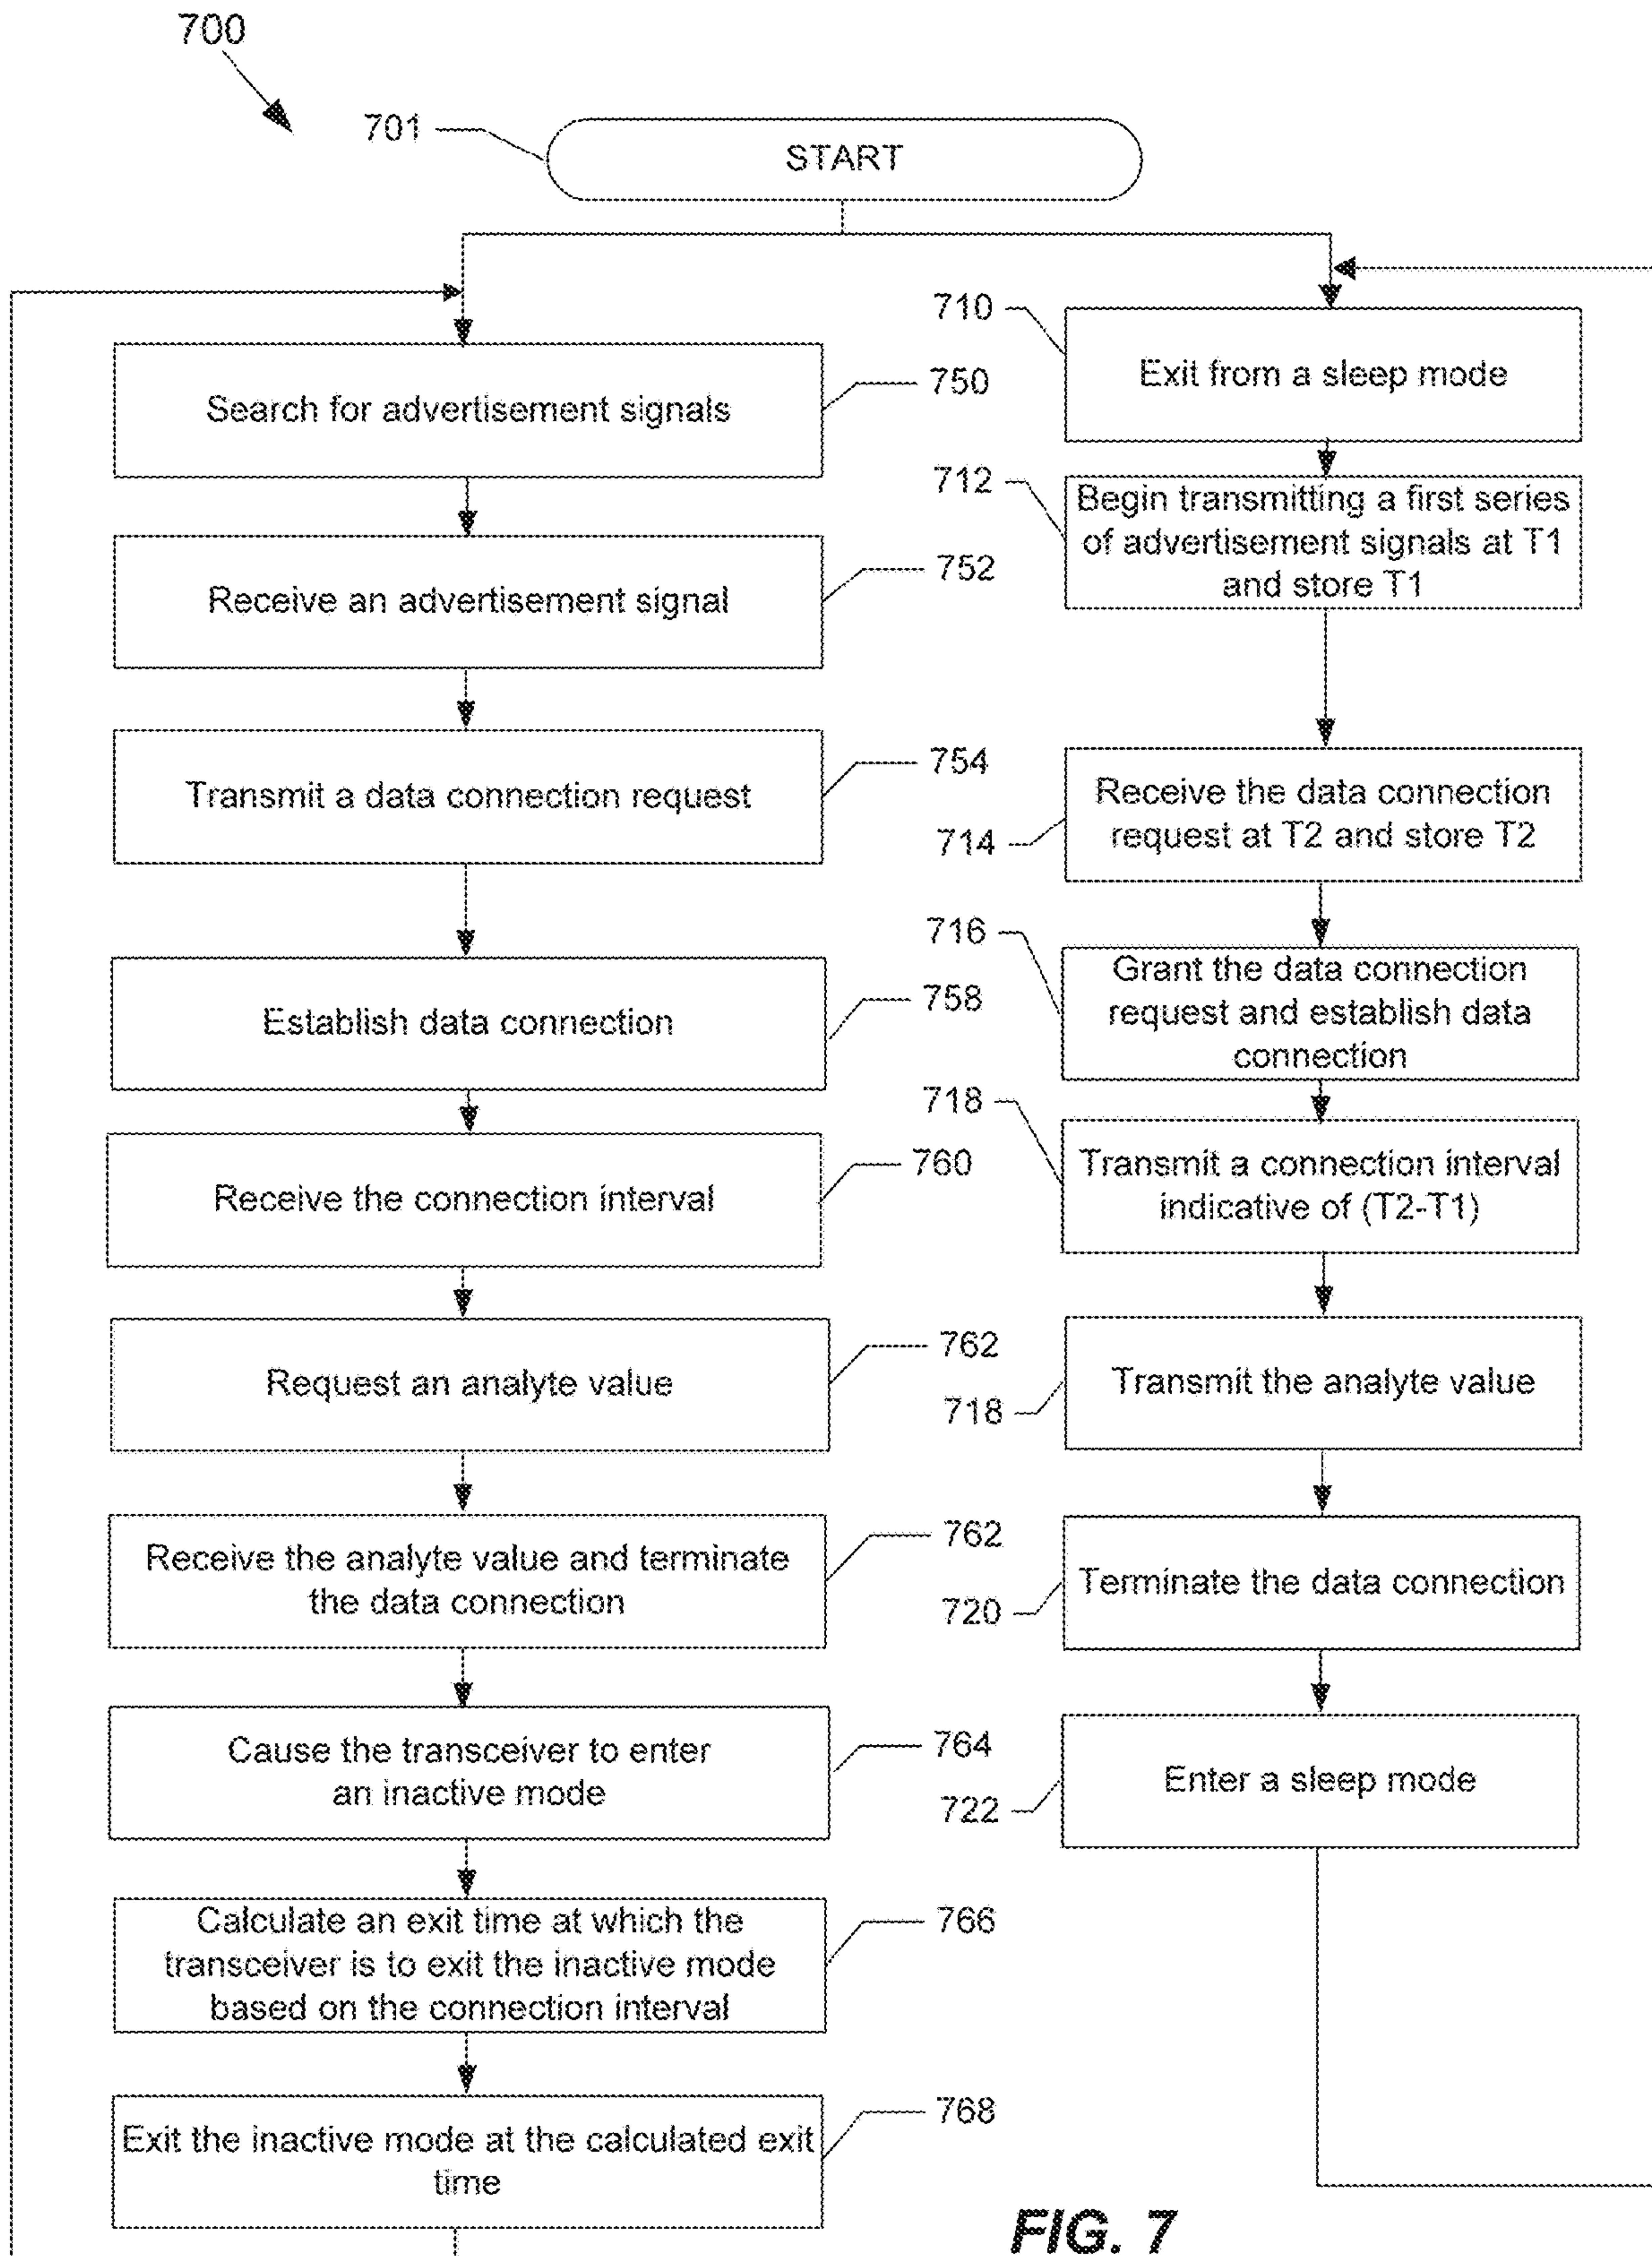 700
701
START
Search for advertisement signals
750
Receive an advertisement signal
752
Transmit a data connection request
754
Establish data connection
758
Receive the connection interval
760
Request an analyte value
762
Receive the analyte value and terminate
the data connection
762
Cause the transceiver to enter
an inactive mode
764
Calculate an exit time at which the
transceiver is to exit the inactive mode
based on the connection interval
766
Exit the inactive mode at the calculated exit
time
768
710
Exit from a sleep mode
712
Begin transmitting a first series
of advertisement signals at T1
and store T1
714
Receive the data connection
request at T2 and store T2
716
Grant the data connection
request and establish data
connection
718
Transmit a connection interval
indicative of (T2-T1)
718
Transmit the analyte value
720
Terminate the data connection
722
Enter a sleep mode
FIG. 7